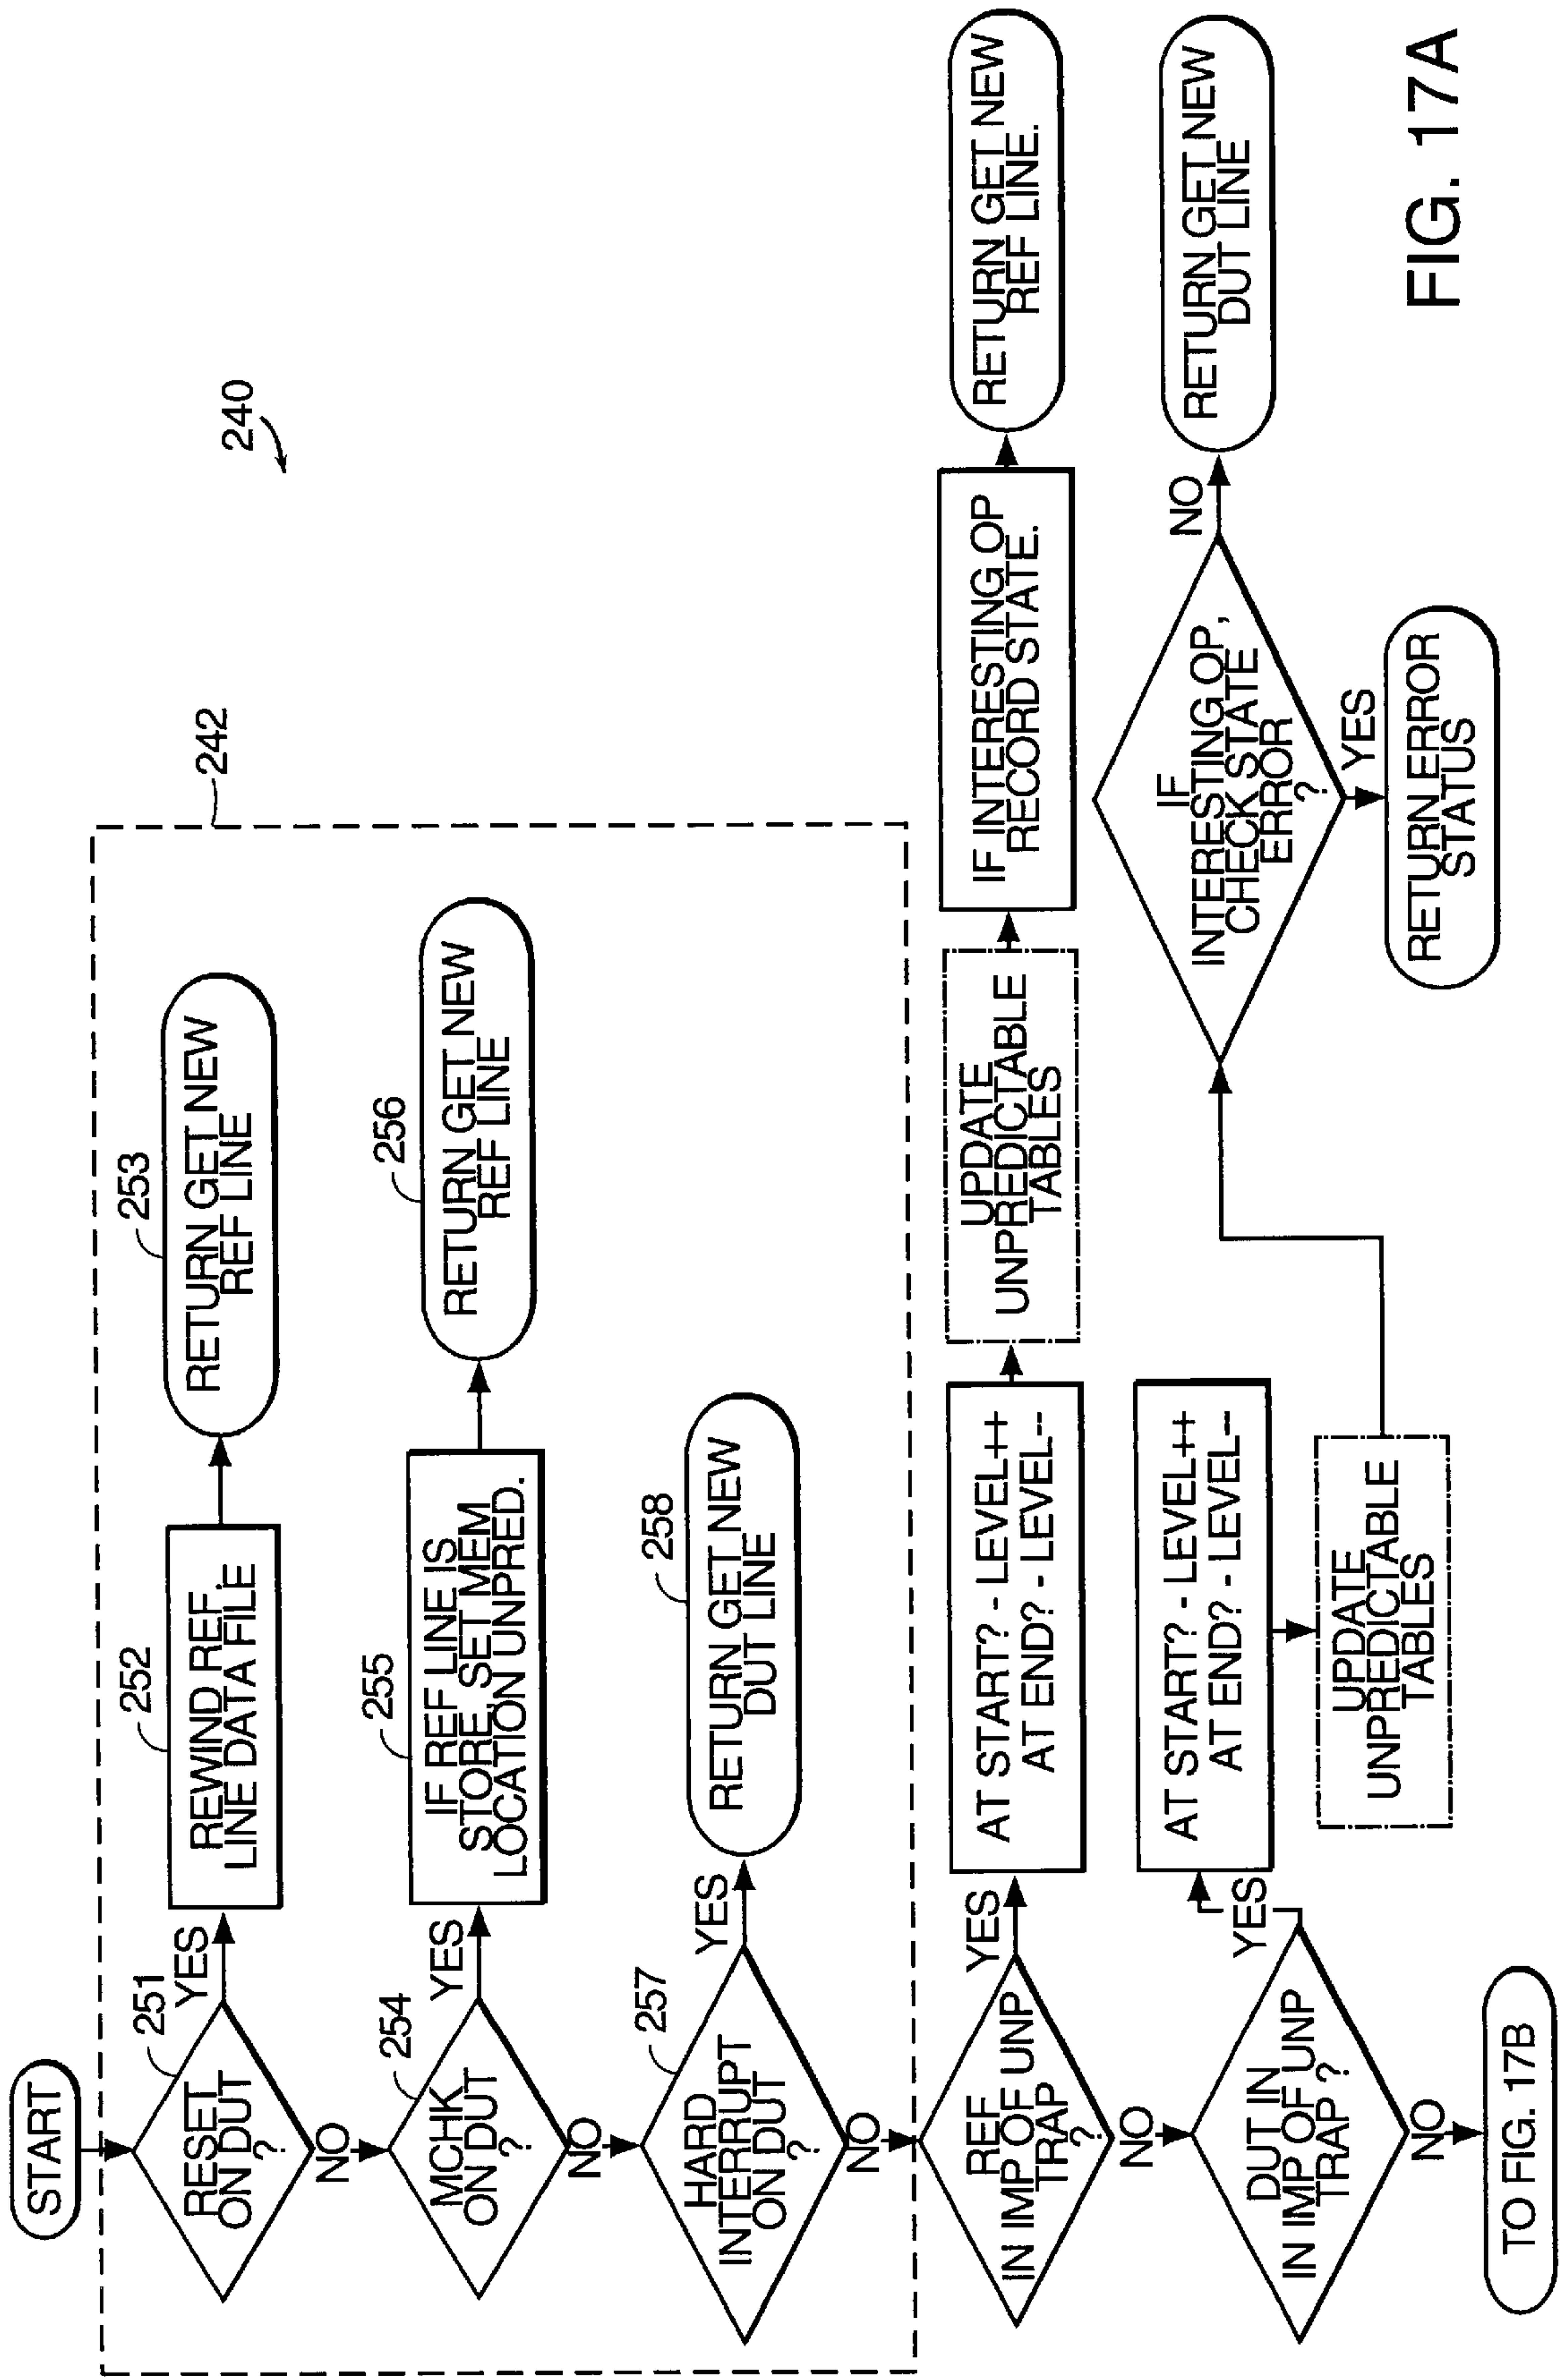 240
242
START
251
RESET
ON DUT
?
YES
NO
252
REWIND REF.
LINE DATA FILE
253
RETURN GET NEW
REF LINE
254
MCHK
ON DUT
?
YES
NO
255
IF REF LINE IS
STORE, SET MEM
LOCATION UNPRED.
256
RETURN GET NEW
REF LINE
257
HARD
INTERRUPT
ON DUT
?
YES
NO
258
RETURN GET NEW
DUT LINE
REF
IN IMP OF UNP
TRAP
?
YES
NO
AT START? - LEVEL++
AT END? - LEVEL--
UPDATE
UNPREDICTABLE
TABLES
IF INTERESTING OP
RECORD STATE.
RETURN GET NEW
REF LINE.
DUT IN
IN IMP OF UNP
TRAP ?
YES
NO
AT START? - LEVEL++
AT END? - LEVEL--
UPDATE
UNPREDICTABLE
TABLES
IF
INTERESTING OP,
CHECK STATE
ERROR
?
NO
YES
RETURN GET NEW
DUT LINE
RETURN ERROR
STATUS
TO FIG. 17B
FIG. 17A